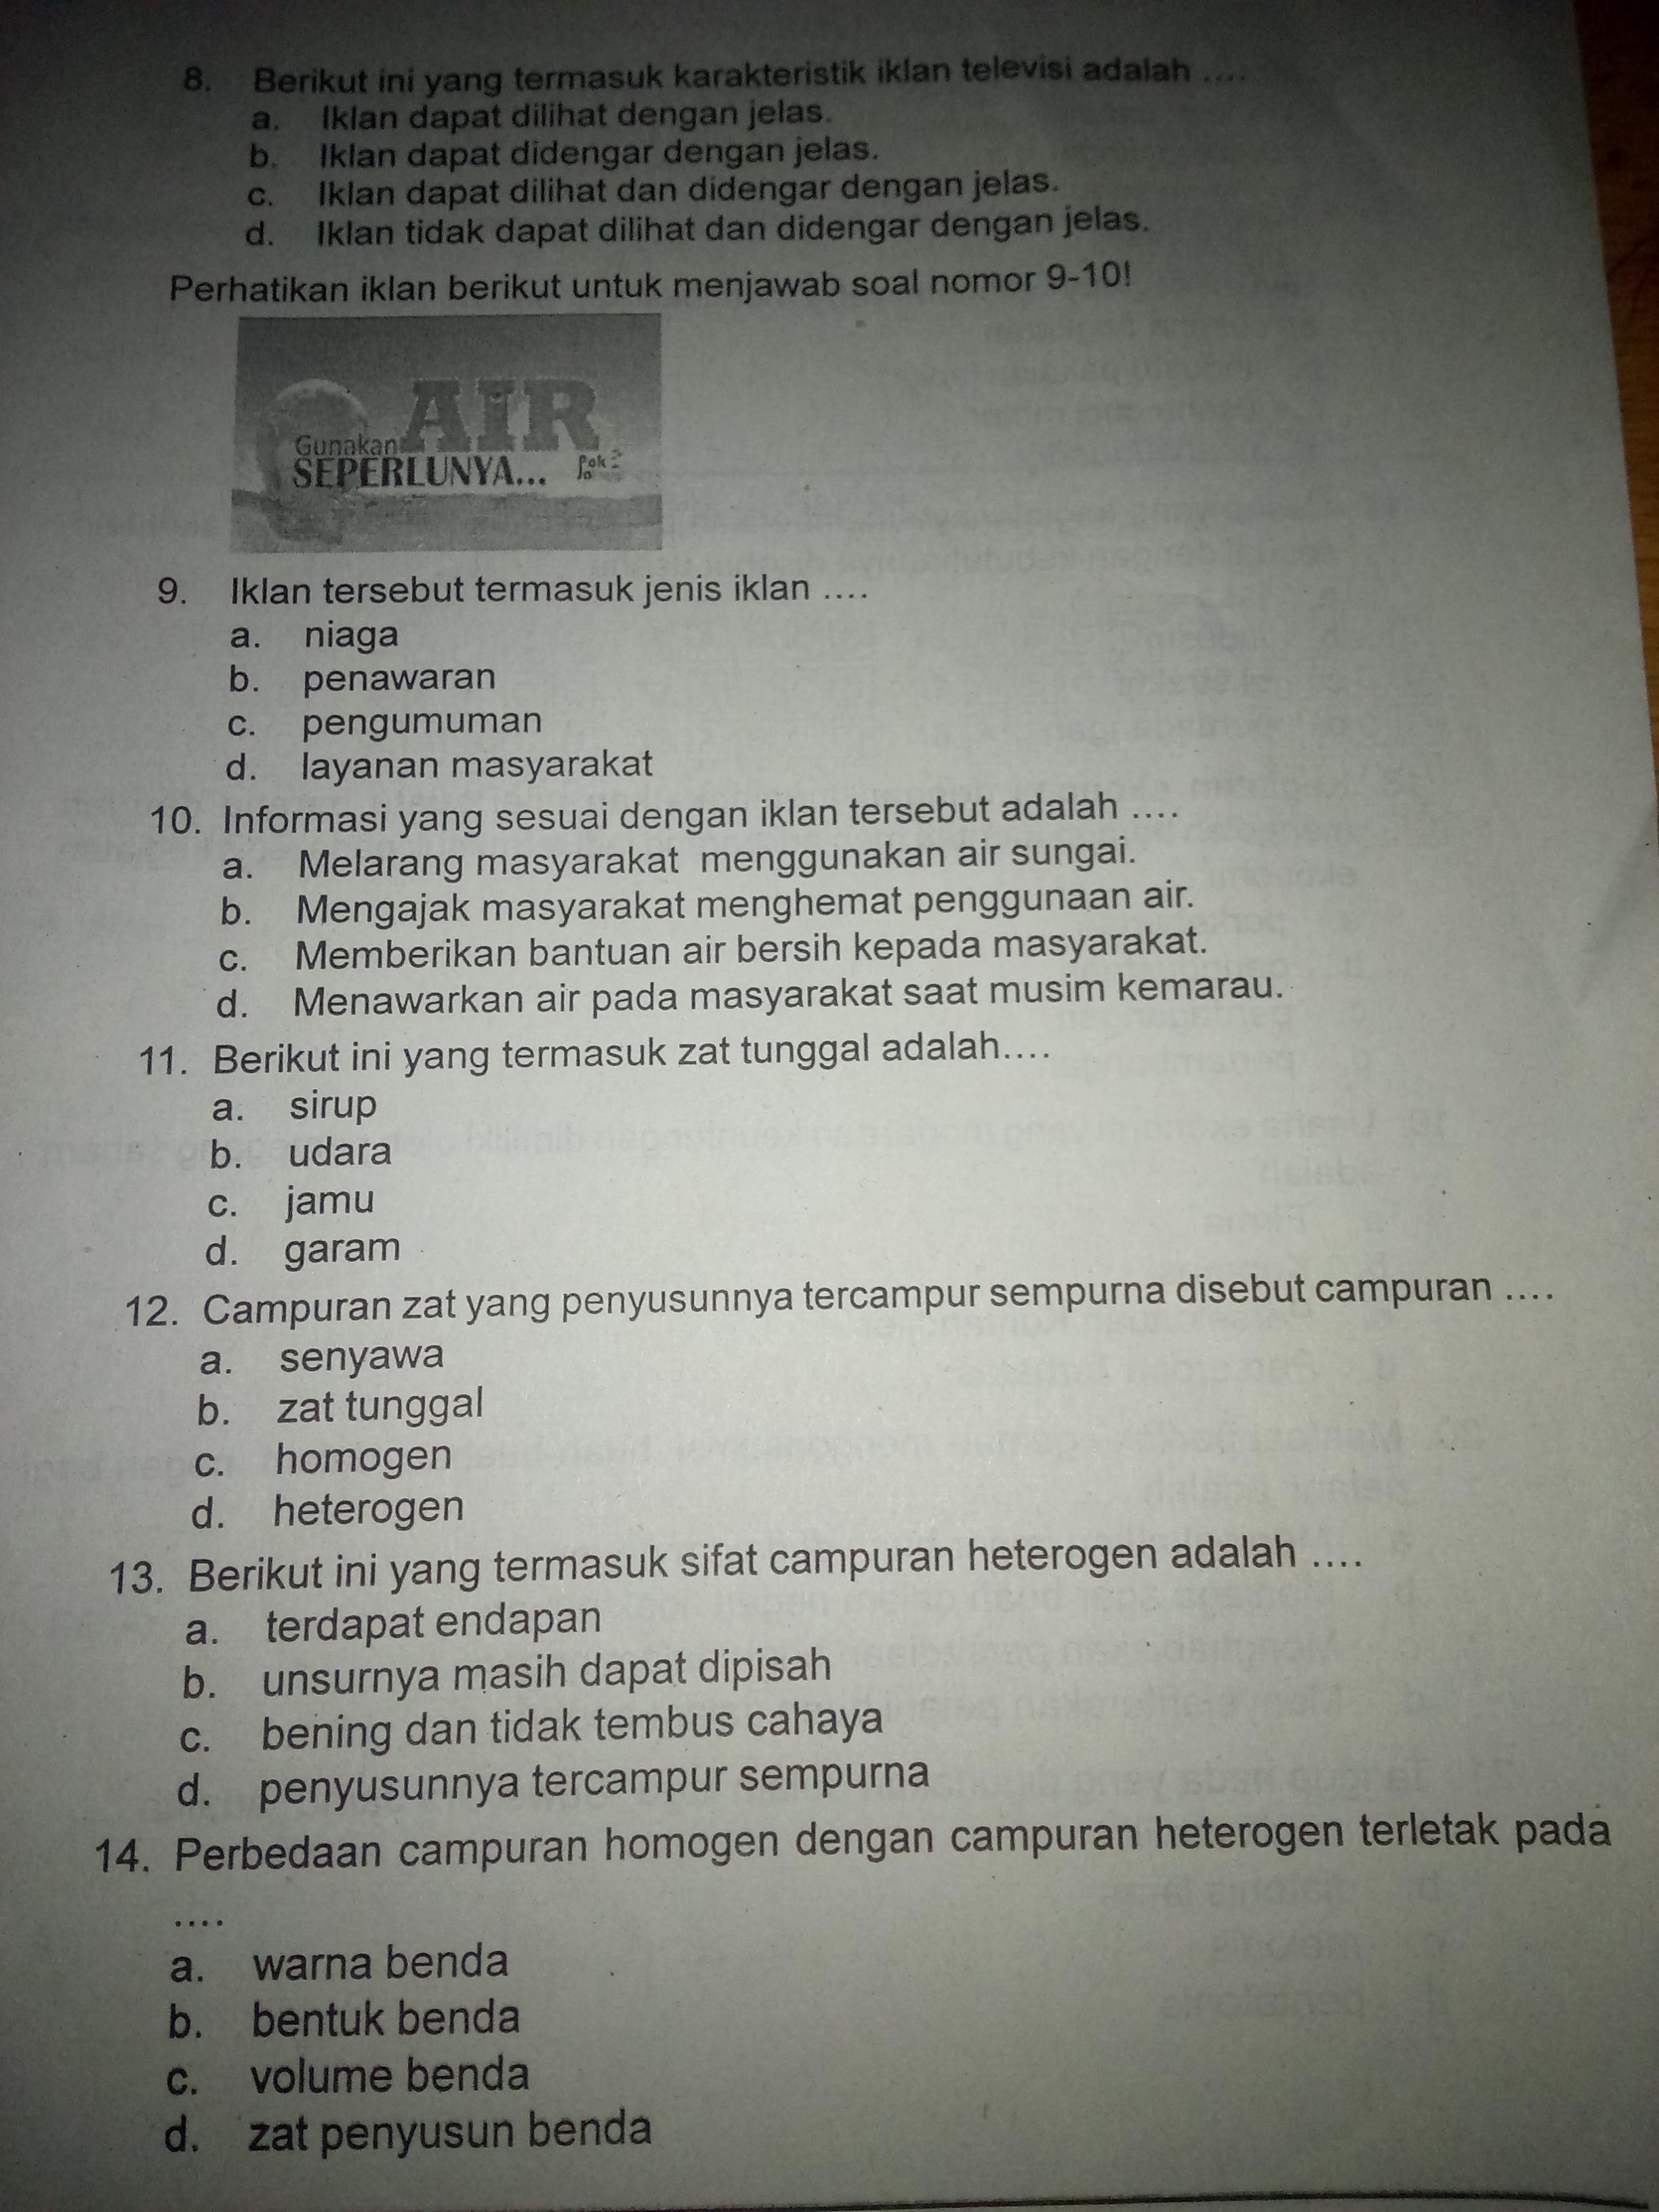 8. Berikut ini yang termasuk karakteristik iklan televisi adalah ....
a. Iklan dapat dilihat dengan jelas.
b. Iklan dapat didengar dengan jelas.
c. Iklan dapat dilihat dan didengar dengan jelas.
d. Iklan tidak dapat dilihat dan didengar dengan jelas.
Perhatikan iklan berikut untuk menjawab soal nomor 9-10!
Gunakan AIR
SEPERLUNYA...
9. Iklan tersebut termasuk jenis iklan ....
a. niaga
b. penawaran
c. pengumuman
d. layanan masyarakat
10. Informasi yang sesuai dengan iklan tersebut adalah ....
a. Melarang masyarakat menggunakan air sungai.
b. Mengajak masyarakat menghemat penggunaan air.
c. Memberikan bantuan air bersih kepada masyarakat.
d. Menawarkan air pada masyarakat saat musim kemarau.
11. Berikut ini yang termasuk zat tunggal adalah....
a. sirup
b. udara
c. jamu
d. garam
12. Campuran zat yang penyusunnya tercampur sempurna disebut campuran ....
a. senyawa
b. zat tunggal
c. homogen
d. heterogen
13. Berikut ini yang termasuk sifat campuran heterogen adalah ....
a. terdapat endapan
b. unsurnya masih dapat dipisah
c. bening dan tidak tembus cahaya
d. penyusunnya tercampur sempurna
14. Perbedaan campuran homogen dengan campuran heterogen terletak pada
....
a. warna benda
b. bentuk benda
c. volume benda
d. zat penyusun benda